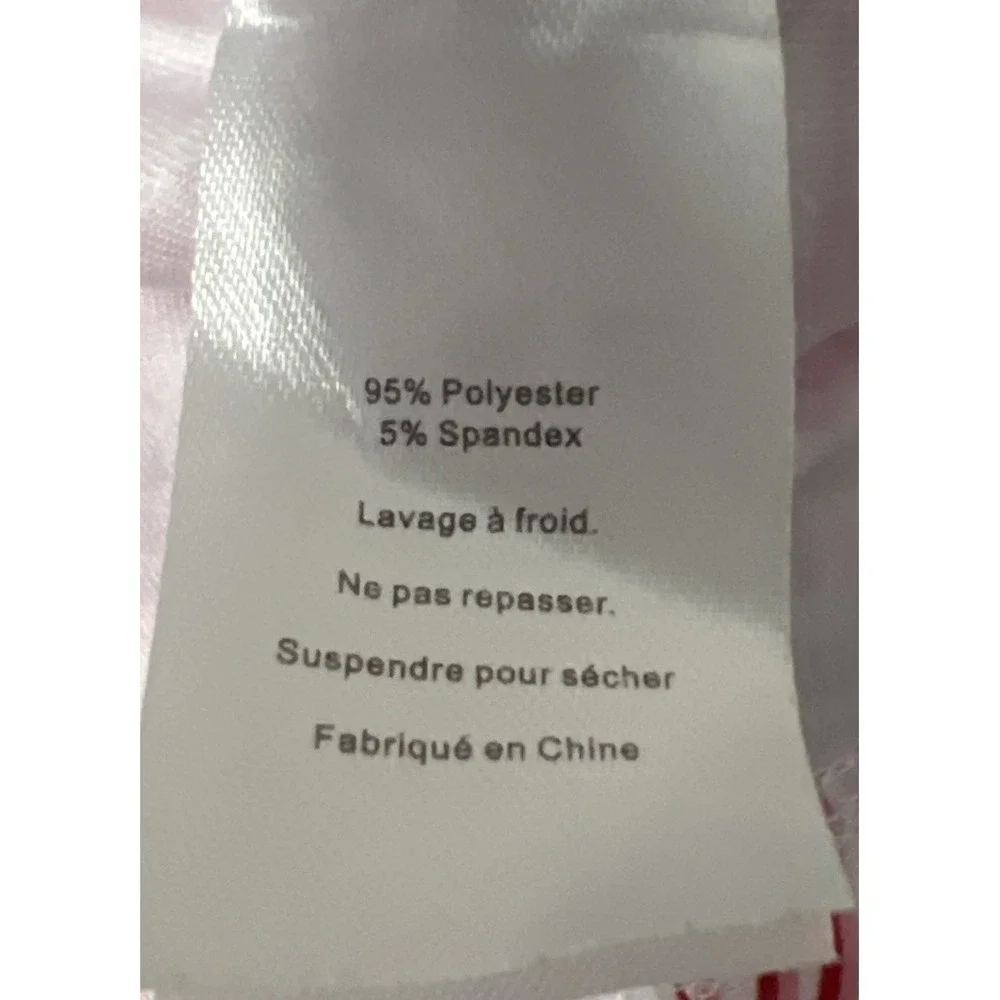 95% Polyester
5% Spandex
Lavage à froid.
Ne pas repasser.
Suspendre pour sécher
Fabriqué en Chine